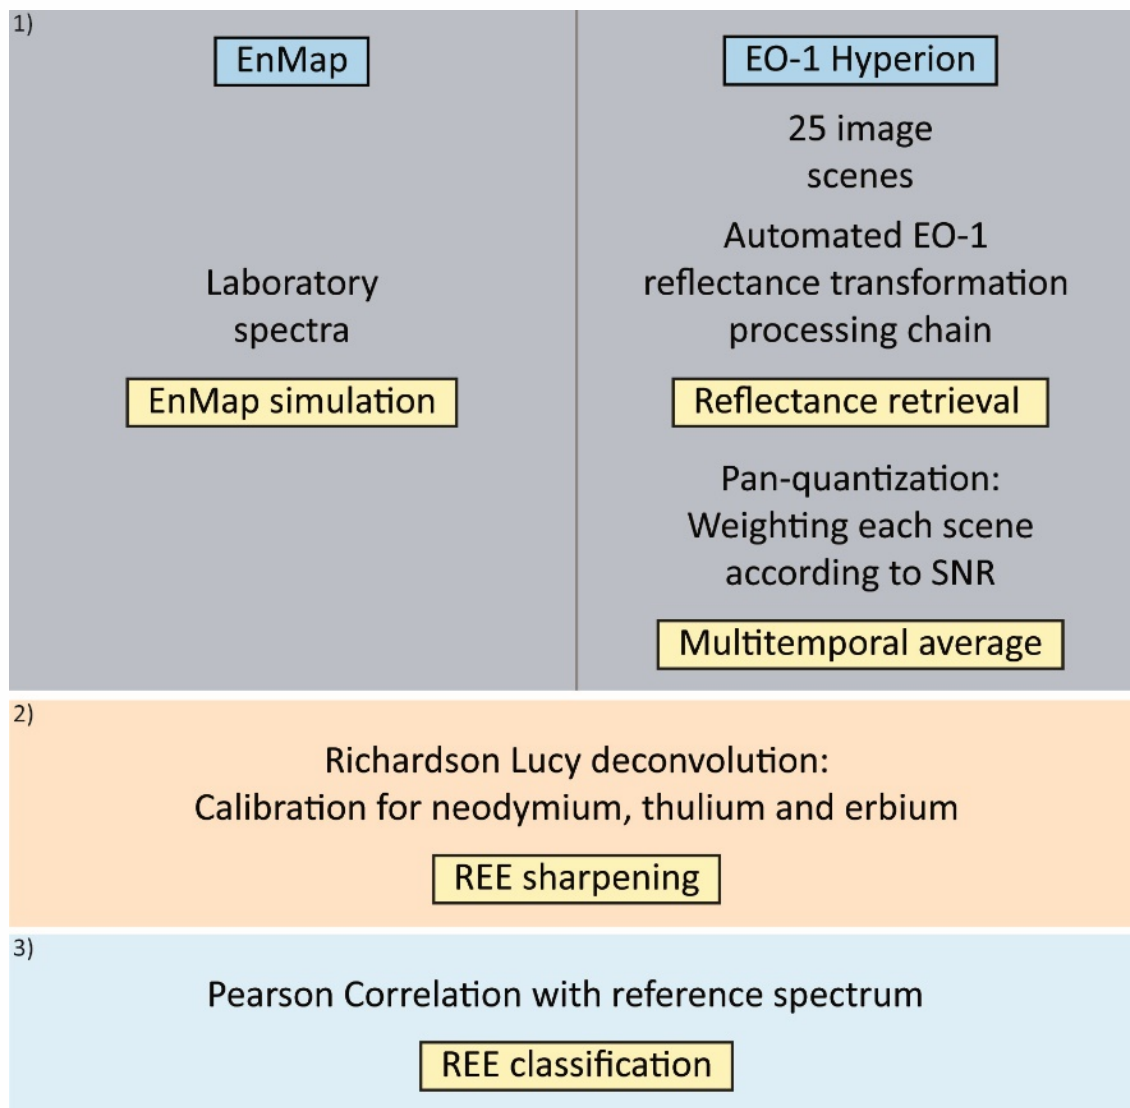 1)
EnMap
Laboratory
spectra
EnMap simulation
EO-1 Hyperion
25 image
scenes
Automated EO-1
reflectance transformation
processing chain
Reflectance retrieval
Pan-quantization:
Weighting each scene
according to SNR
Multitemporal average
2)
Richardson Lucy deconvolution:
Calibration for neodymium, thulium and erbium
REE sharpening
3)
Pearson Correlation with reference spectrum
REE classification